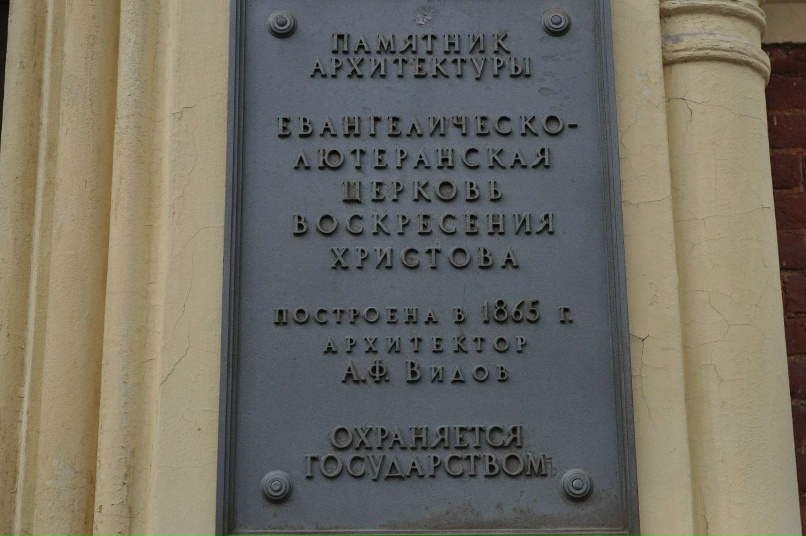 ПАМЯТНИК
АРХИТЕКТУРЫ
ЕВАНГЕЛИЧЕСКО-
ЛЮТЕРАНСКАЯ
ЦЕРКОВЬ
ВОСКРЕСЕНИЯ
ХРИСТОВА
ПОСТРОЕНА В 1865 Г.
АРХИТЕКТОР
А.Ф. ВИДОВ
ОХРАНЯЕТСЯ
ГОСУДАРСТВОМ